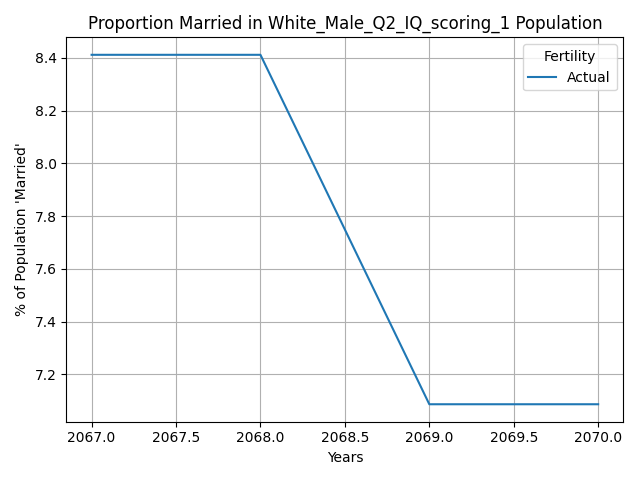 Proportion Married in White_Male_Q2_IQ_scoring_1 Population
Fertility
Actual
% of Population 'Married'
8.4
8.2
8.0
7.8
7.6
7.4
7.2
2067.0 2067.5 2068.0 2068.5 2069.0 2069.5 2070.0
Years